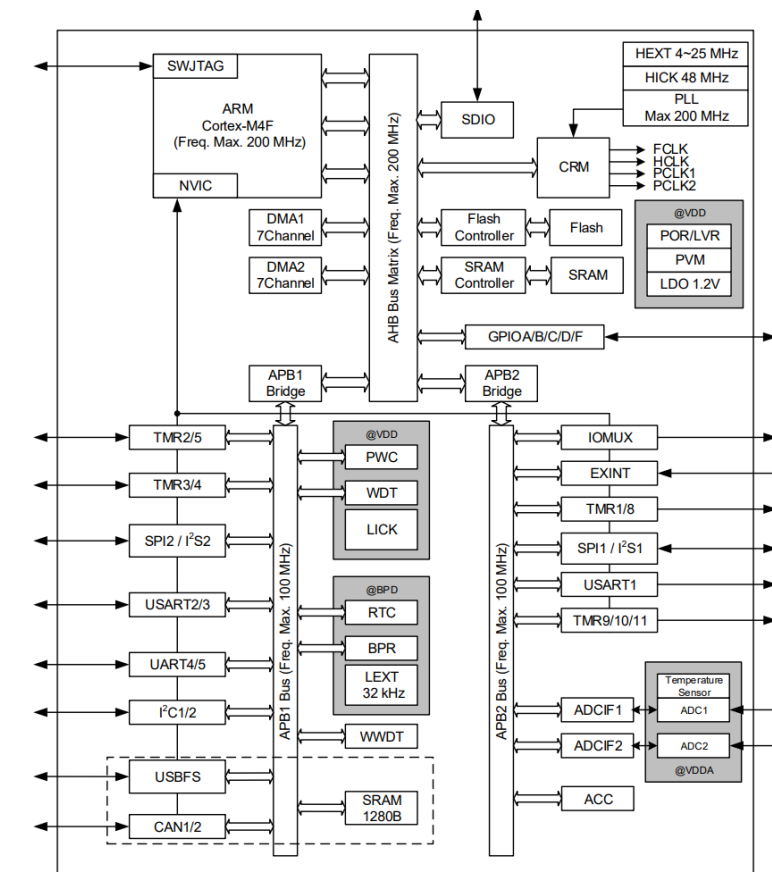 SWJTAG
ARM
Cortex-M4F
(Freq. Max. 200 MHz)
NVIC
AHB Bus Matrix (Freq. Max. 200 MHz)
SDIO
HEXT 4~25 MHz
HICK 48 MHz
PLL
Max 200 MHz
CRM
FCLK
HCLK
PCLK1
PCLK2
DMA1
7Channel
DMA2
7Channel
Flash
Controller
Flash
SRAM
Controller
SRAM
@VDD
POR/LVR
PVM
LDO 1.2V
GPIOA/B/C/D/F
APB1
Bridge
APB2
Bridge
TMR2/5
TMR3/4
SPI2 / I²S2
USART2/3
UART4/5
I²C1/2
USBFS
CAN1/2
APB1 Bus (Freq. Max. 100 MHz)
@VDD
PWC
WDT
LICK
@BPD
RTC
BPR
LEXT
32 kHz
WWDT
SRAM
1280B
APB2 Bus (Freq. Max. 100 MHz)
IOMUX
EXINT
TMR1/8
SPI1 / I²S1
USART1
TMR9/10/11
ADCIF1
ADCIF2
ACC
Temperature
Sensor
ADC1
ADC2
@VDDA